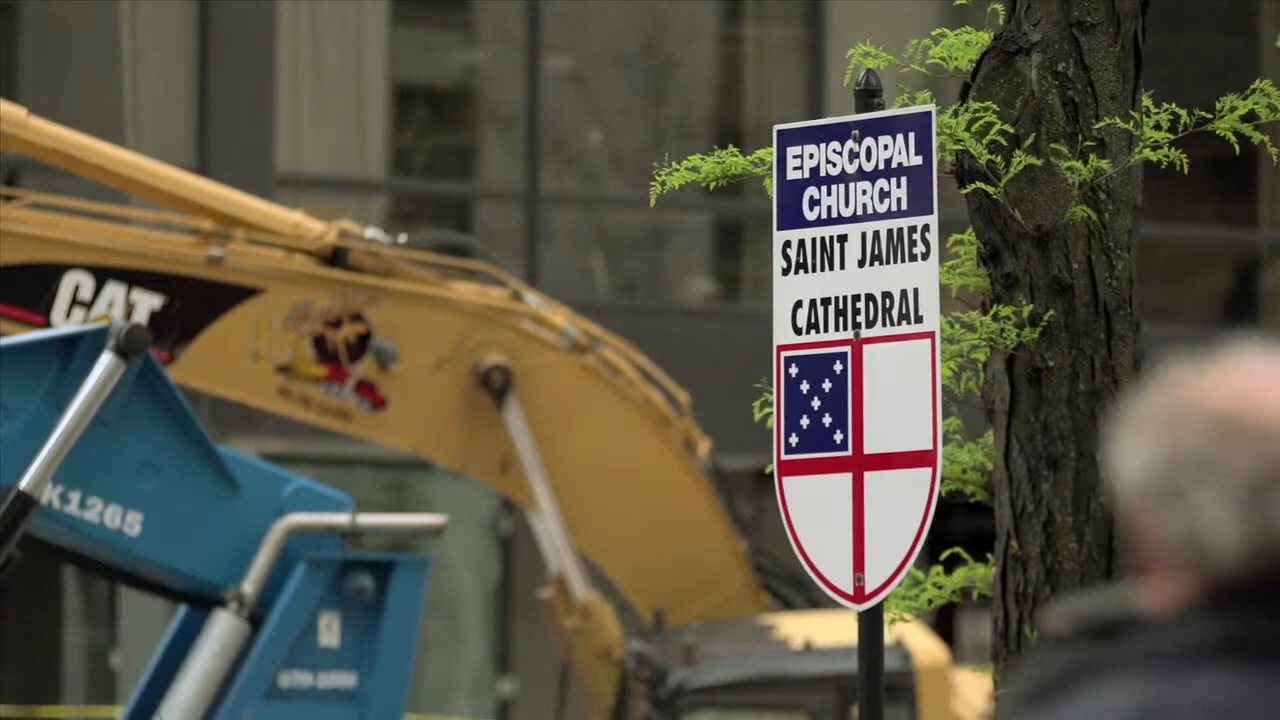 EPISCOPAL
CHURCH
SAINT JAMES
CATHEDRAL
CAT
K1265